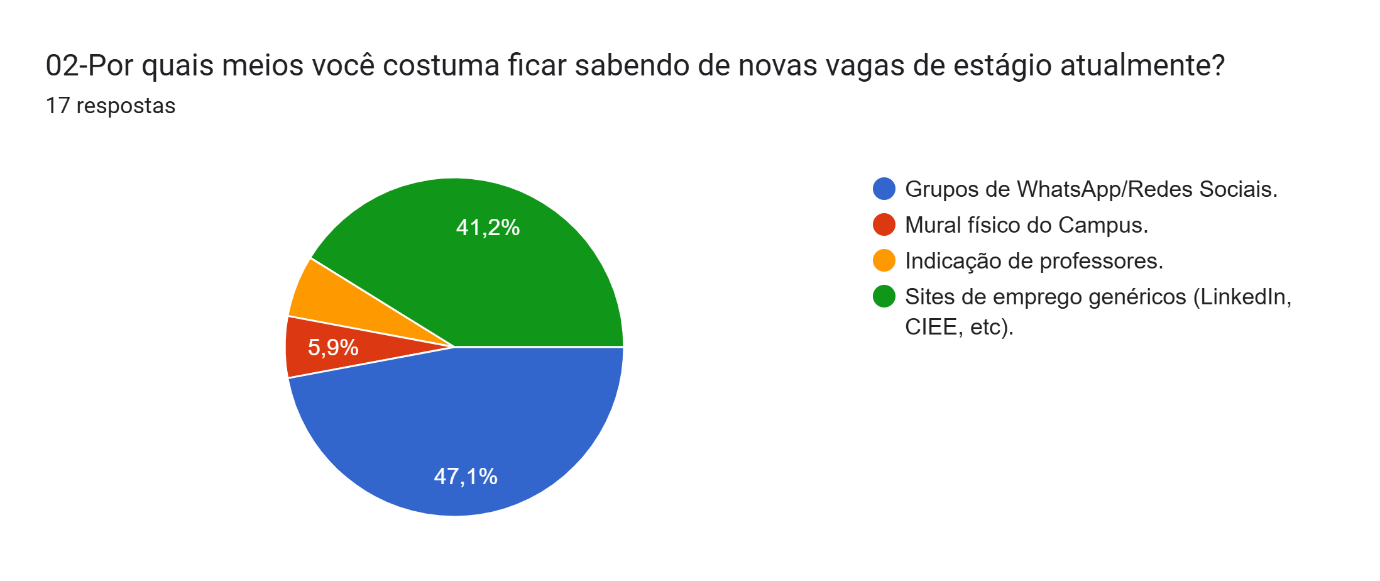 02-Por quais meios você costuma ficar sabendo de novas vagas de estágio atualmente?
17 respostas
41,2%
5,9%
47,1%
Grupos de WhatsApp/Redes Sociais.
Mural físico do Campus.
Indicação de professores.
Sites de emprego genéricos (LinkedIn,
CIEE, etc).